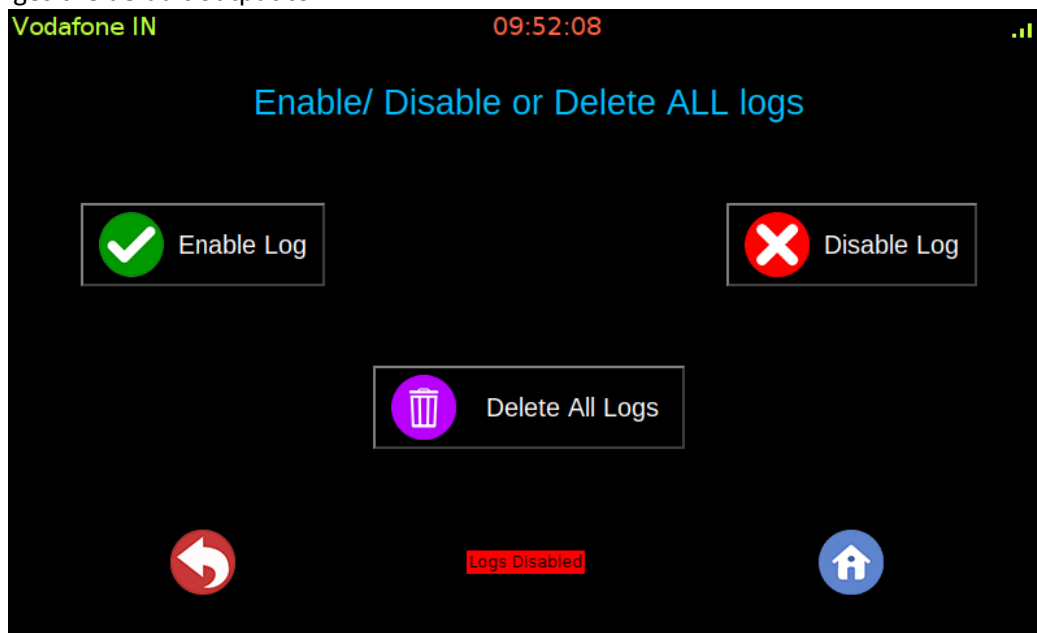 Vodafone IN 09:52:08
Enable/ Disable or Delete ALL logs
Enable Log Disable Log
Delete All Logs
Logs Disabled